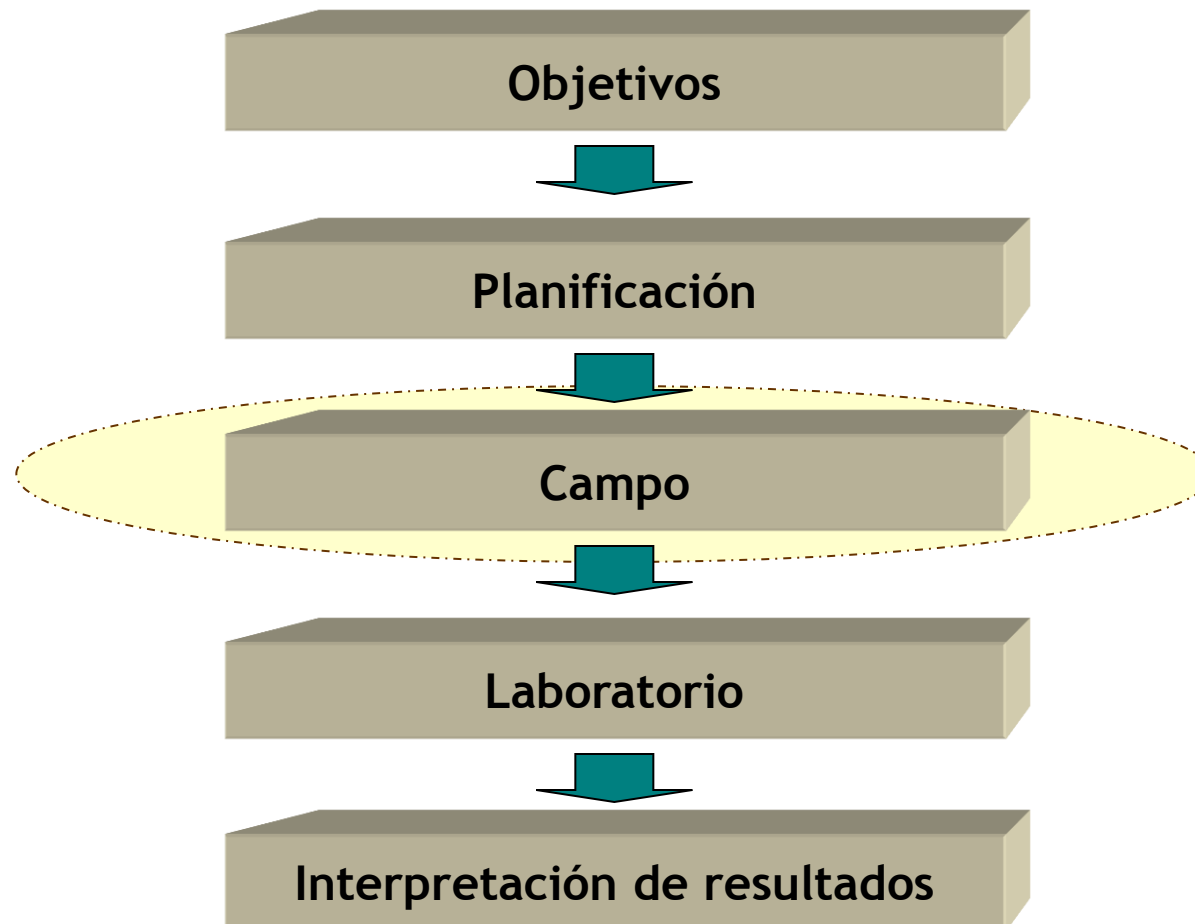 Objetivos
Planificación
Campo
Laboratorio
Interpretación de resultados